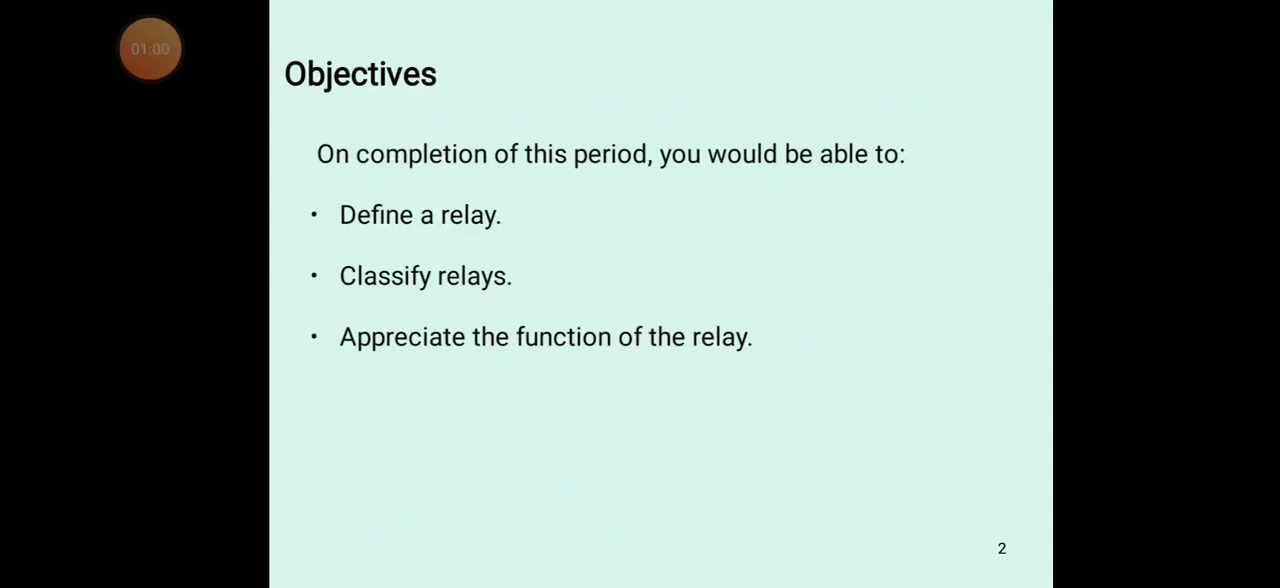 01:00
Objectives
On completion of this period, you would be able to:
• Define a relay.
• Classify relays.
• Appreciate the function of the relay.
2